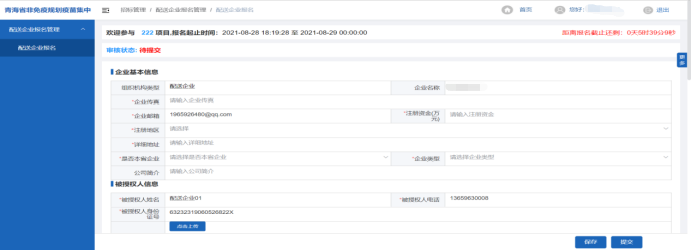 青海省非免疫规划疫苗集中 招标管理 / 配送企业报名管理 / 配送企业报名 首页 您好: 退出
配送企业报名管理
配送企业报名
欢迎参与 222 项目,报名起止时间: 2021-08-28 18:19:28 至 2021-08-29 00:00:00 距离报名截止还剩: 0天5时39分9秒
审核状态: 待提交
更多
企业基本信息
组织机构类型 配送企业 企业名称
*企业传真 请输入企业传真
*企业邮箱 1965926480@qq.com *注册资金(万元) 请输入注册资金
*注册地区 请选择
*详细地址 请输入详细地址
*是否本省企业 请选择是否本省企业 *企业类型 请选择企业类型
公司简介 请输入公司简介
被授权人信息
*被授权人姓名 配送企业01 *被授权人电话 13659630008
*被授权人身份证号 63232319060526822X
点击上传
保存 提交